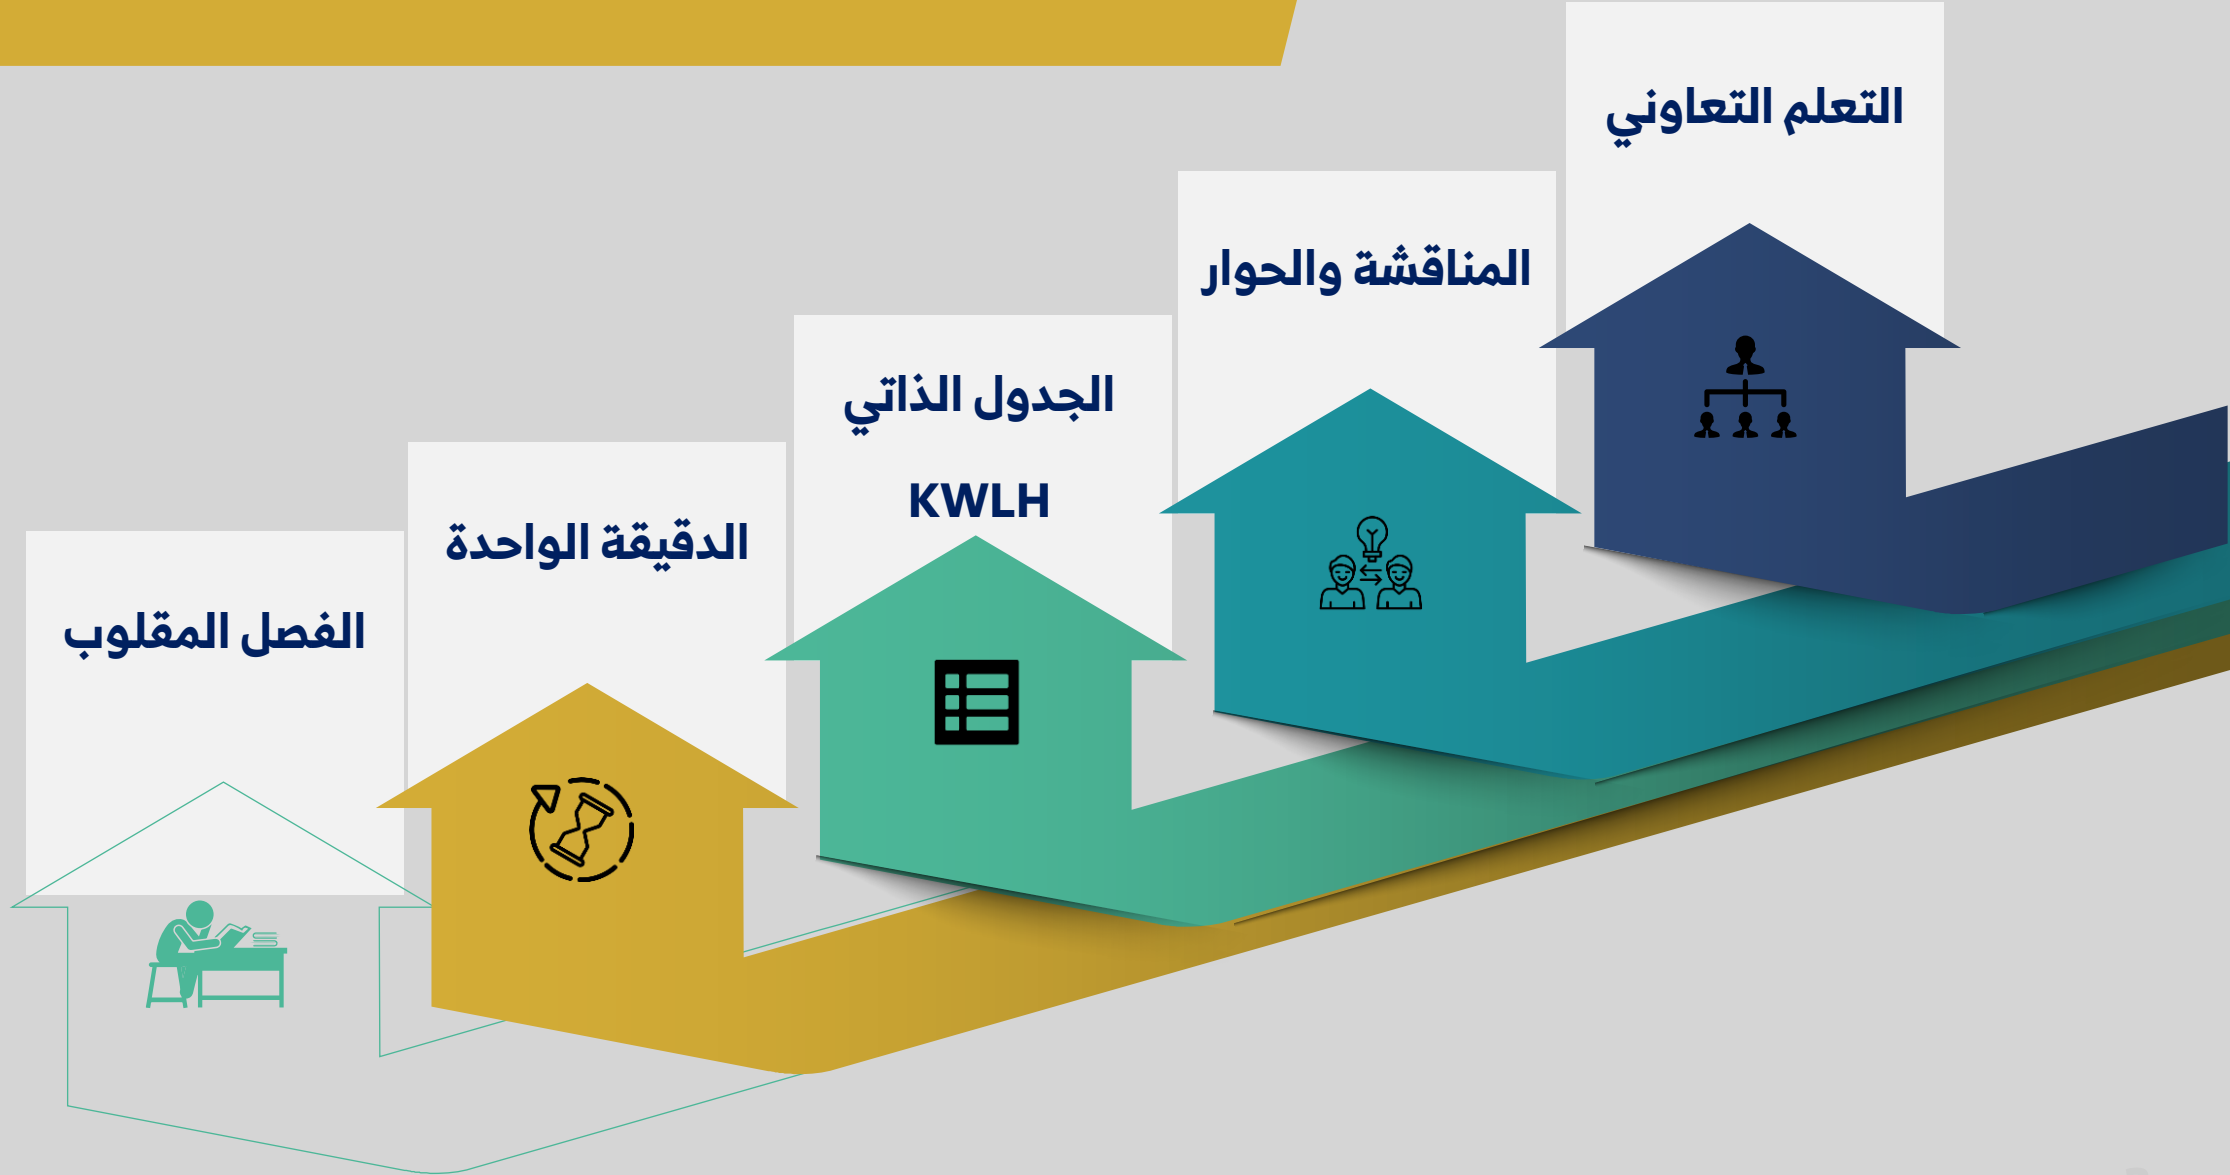 التعلم التعاوني
المناقشة والحوار
الجدول الذاتي
KWLH
الدقيقة الواحدة
الفصل المقلوب